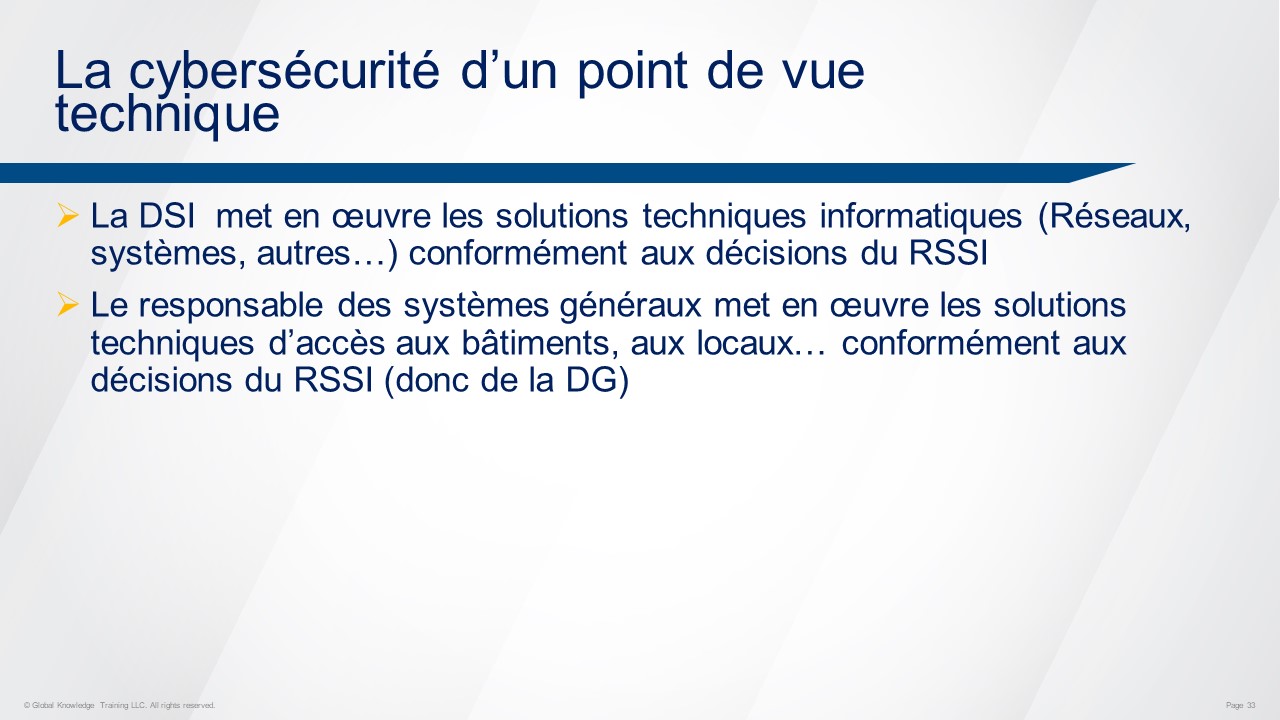 La cybersécurité d’un point de vue
technique
La DSI  met en œuvre les solutions techniques informatiques (Réseaux,
systèmes, autres…) conformément aux décisions du RSSI
Le responsable des systèmes généraux met en œuvre les solutions
techniques d’accès aux bâtiments, aux locaux… conformément aux
décisions du RSSI (donc de la DG)
© Global Knowledge Training LLC. All rights reserved.
Page 33